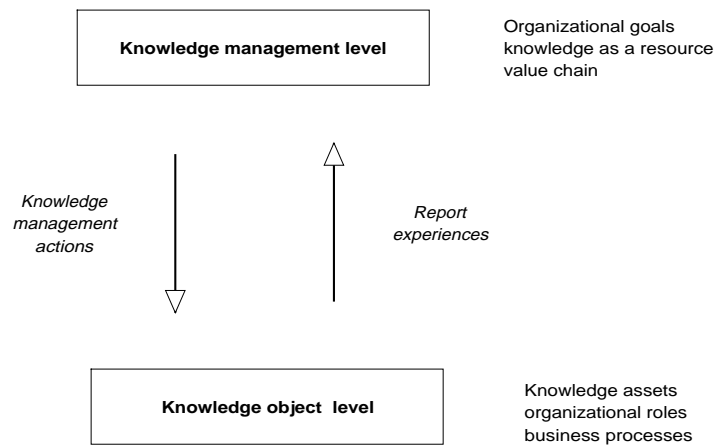 Knowledge management level
Organizational goals
knowledge as a resource
value chain
Knowledge
management
actions
Report
experiences
Knowledge object level
Knowledge assets
organizational roles
business processes